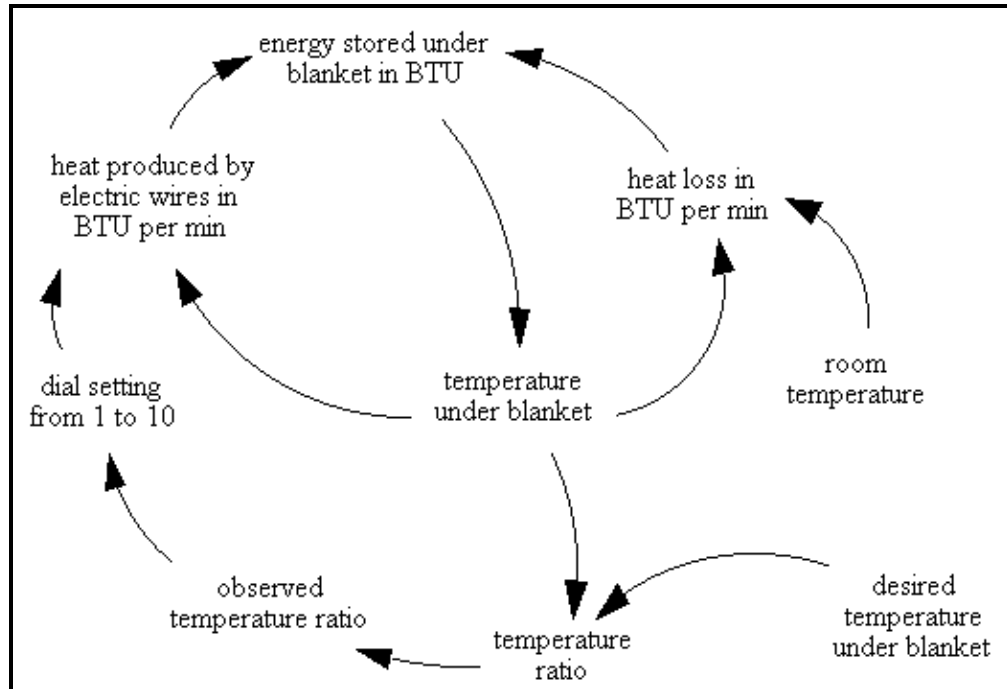 energy stored under
blanket in BTU
heat produced by
electric wires in
BTU per min
heat loss in
BTU per min
dial setting
from 1 to 10
temperature
under blanket
room
temperature
observed
temperature ratio
temperature
ratio
desired
temperature
under blanket